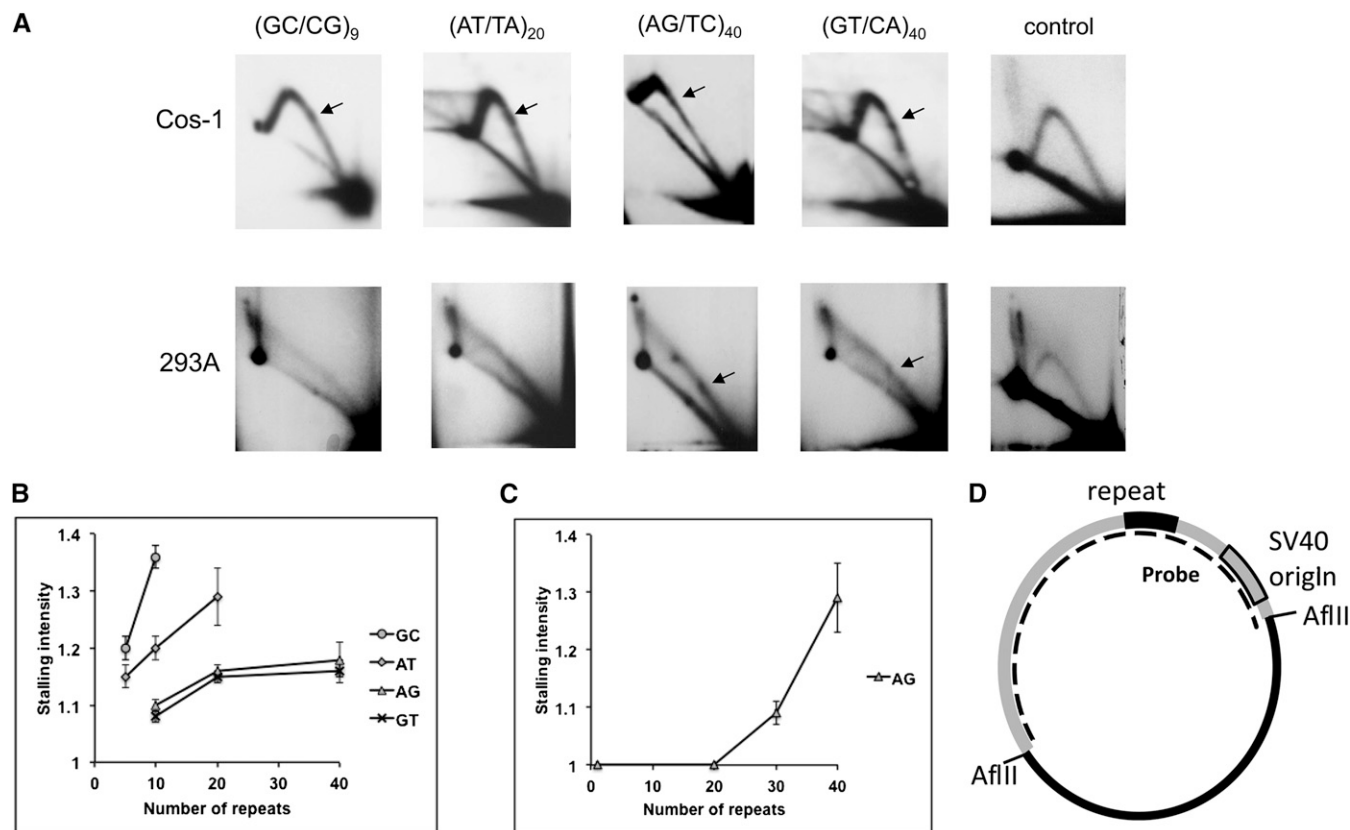 A
(GC/CG)9
(AT/TA)20
(AG/TC)40
(GT/CA)40
control
Cos-1
293A
B
1.4
1.3
1.2
1.1
1
Stalling intensity
0
10
20
30
40
Number of repeats
GC
AT
AG
GT
C
1.4
1.3
1.2
1.1
1
Stalling intensity
0
10
20
30
40
Number of repeats
AG
D
repeat
SV40
origIn
Probe
AflII
AflII